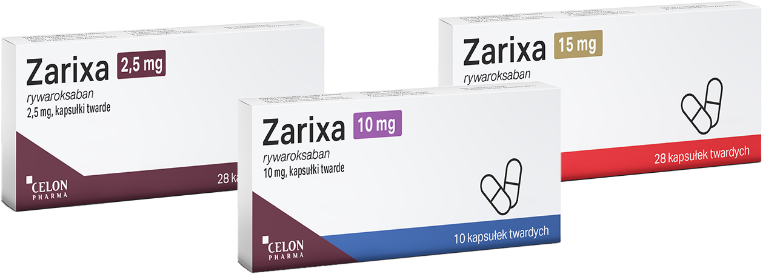 Zarixa 2,5 mg
rywaroksaban
2,5 mg, kapsułki twarde
28
CELON
PHARMA
Zarixa 10 mg
rywaroksaban
10 mg, kapsułki twarde
10 kapsułek twardych
CELON
PHARMA
Zarixa 15 mg
rywaroksaban
28 kapsułek twardych